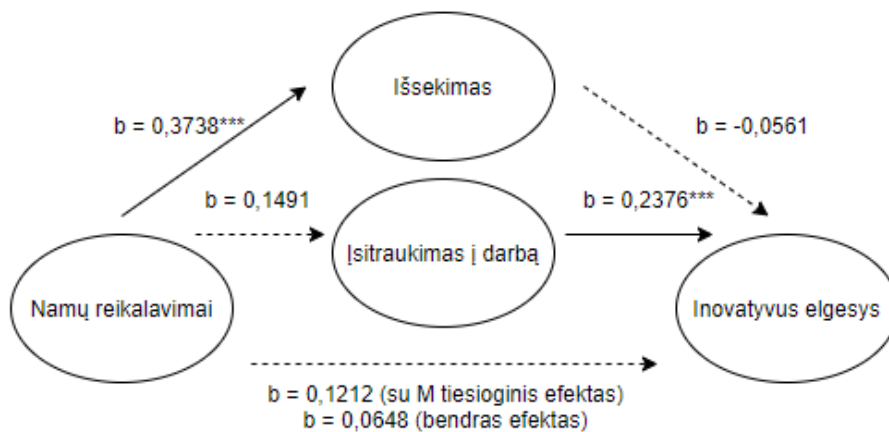 Išsekimas
b = 0,3738***
b = -0,0561
b = 0,1491
b = 0,2376***
Įsitraukimas į darbą
Namų reikalavimai
Inovatyvus elgesys
b = 0,1212 (su M tiesioginis efektas)
b = 0,0648 (bendras efektas)